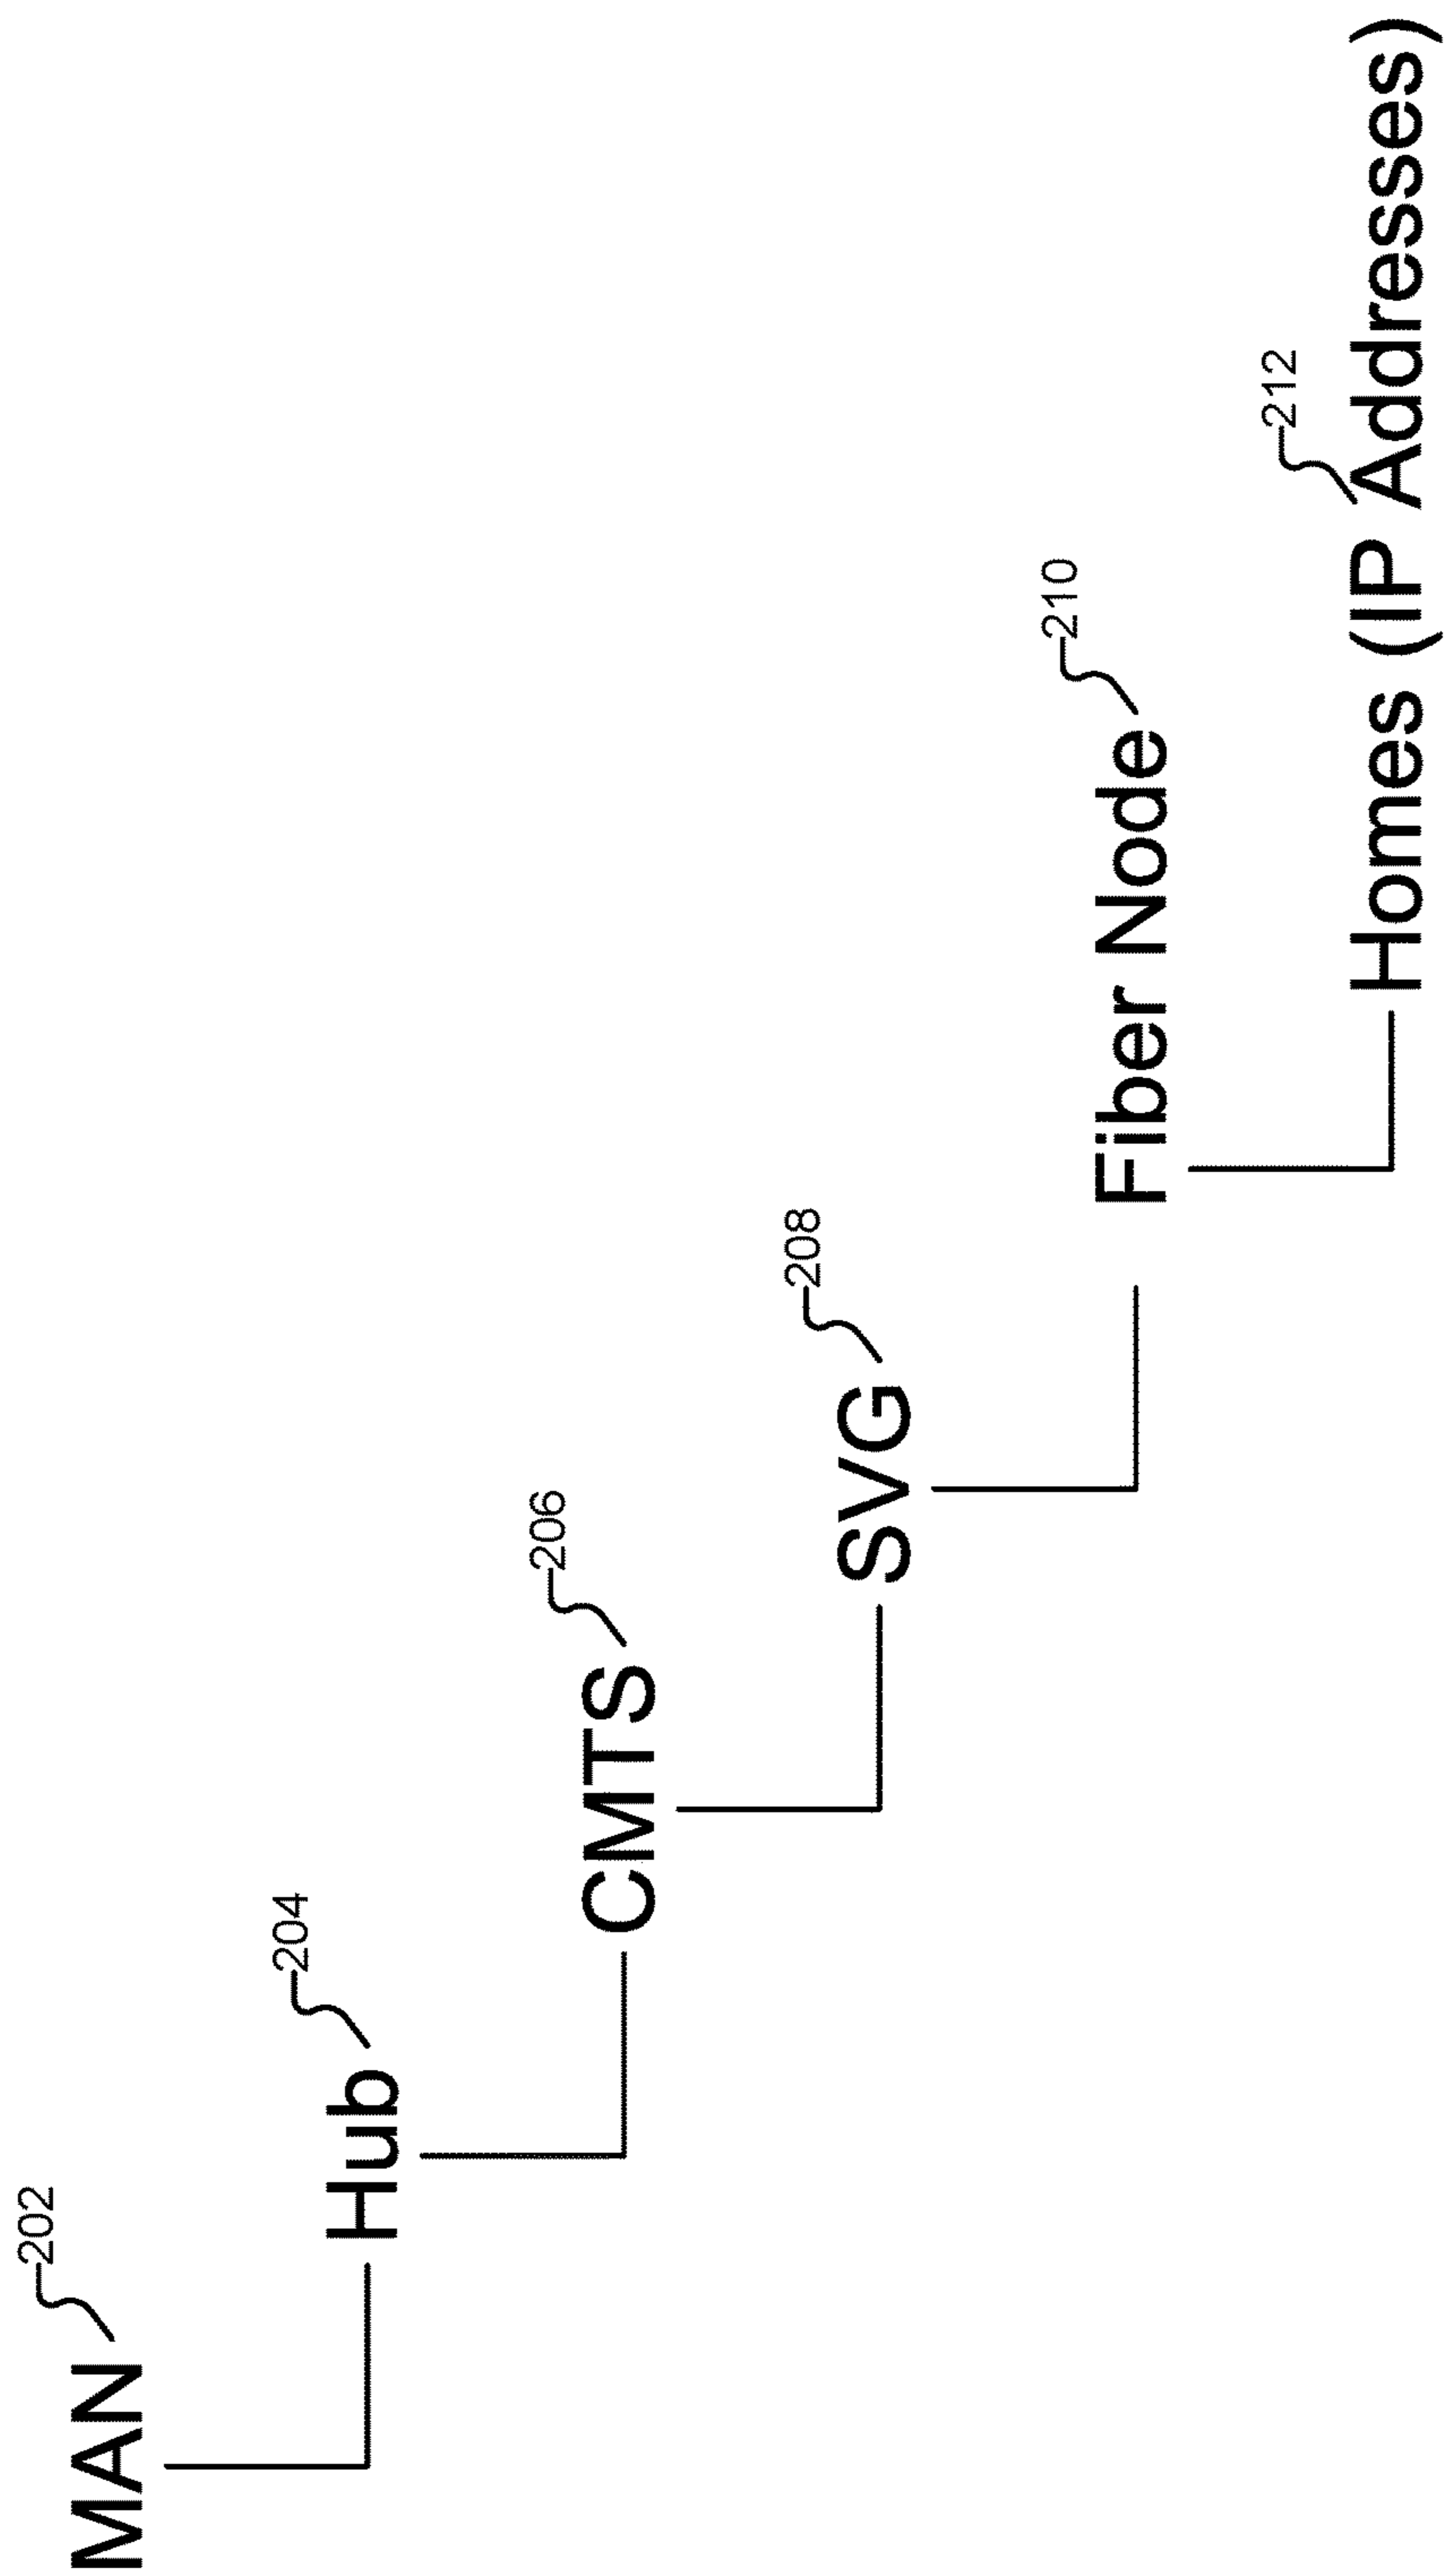 MAN 202
Hub 204
CMTS 206
SVG 208
Fiber Node 210
212
Homes (IP Addresses)